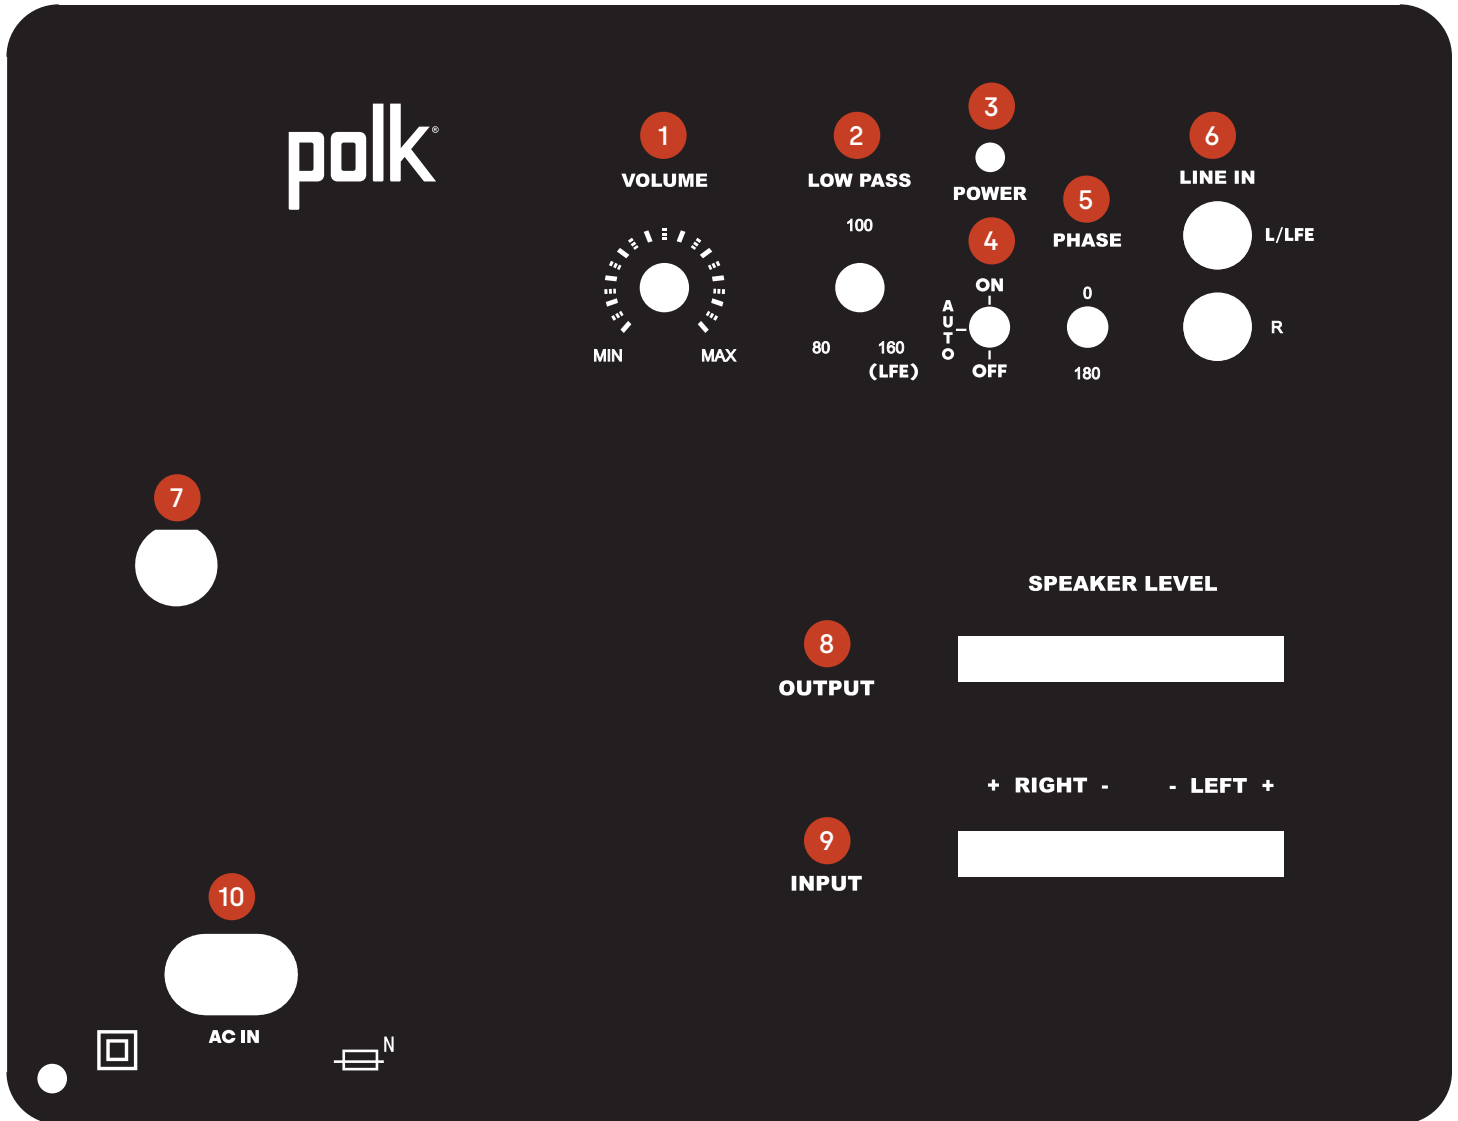 polk®
1
VOLUME
MIN
MAX
2
LOW PASS
100
80
160
(LFE)
3
POWER
4
ON
AUTO
OFF
5
PHASE
0
180
6
LINE IN
L/LFE
R
7
SPEAKER LEVEL
8
OUTPUT
+ RIGHT - - LEFT +
9
INPUT
10
AC IN
N